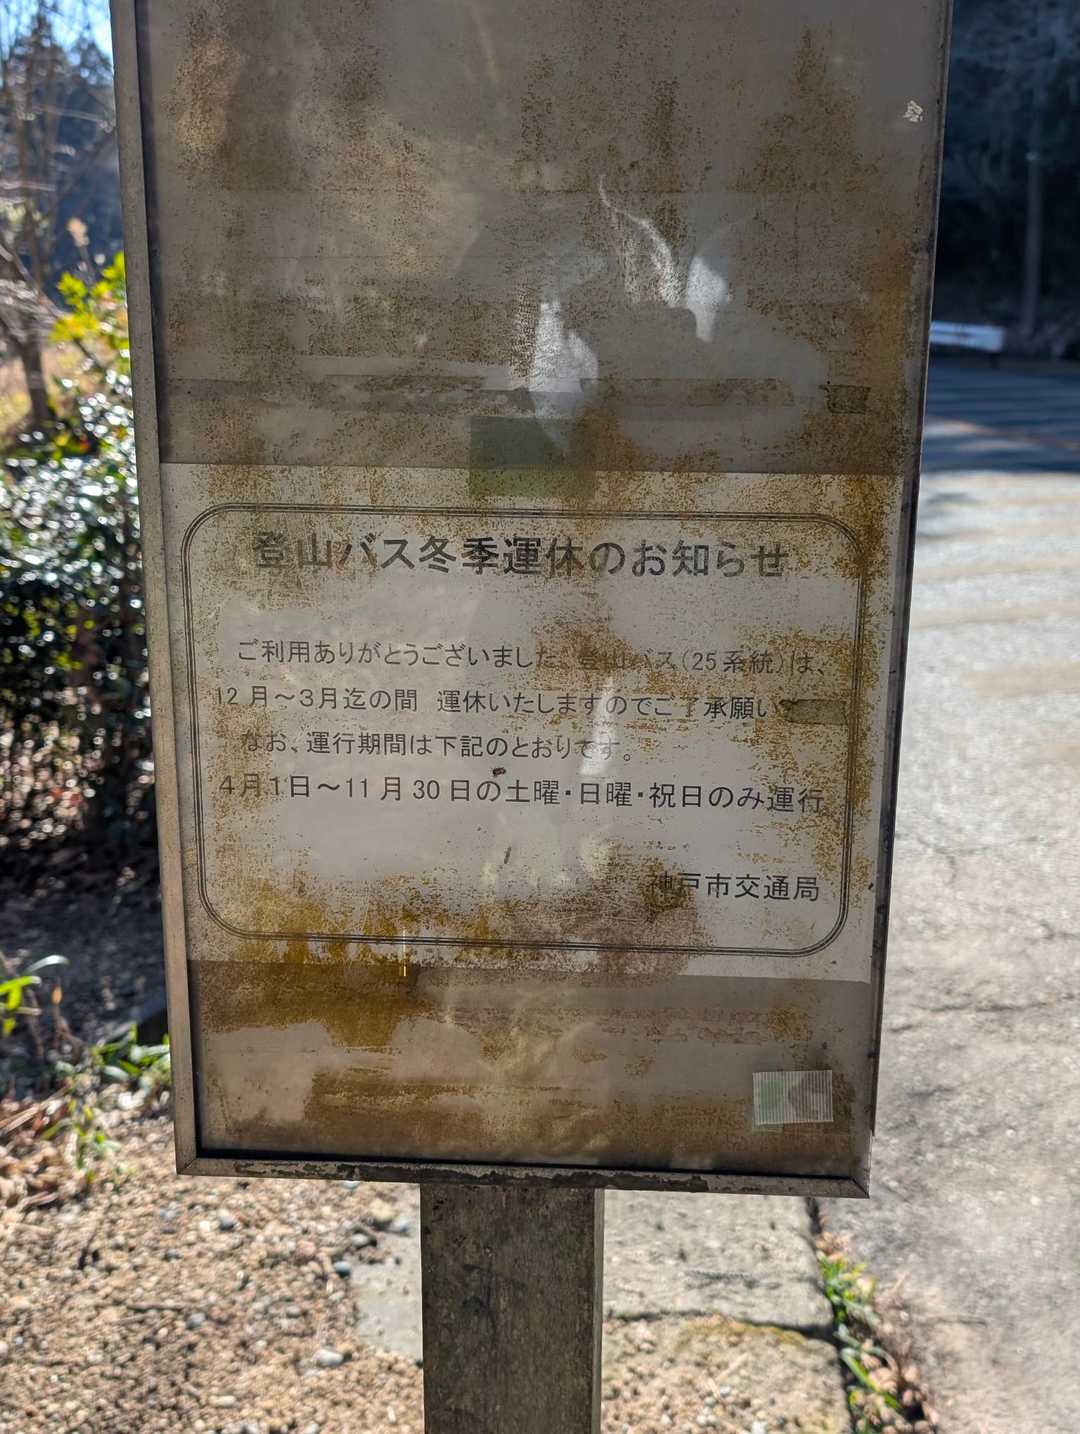 登山バス冬季運休のお知らせ
ご利用ありがとうございました。登山バス(25系統)は、
12月～3月迄の間 運休いたしますのでご了承願い
なお、運行期間は下記のとおりです。
4月1日～11月30日の土曜・日曜・祝日のみ運行
神戸市交通局